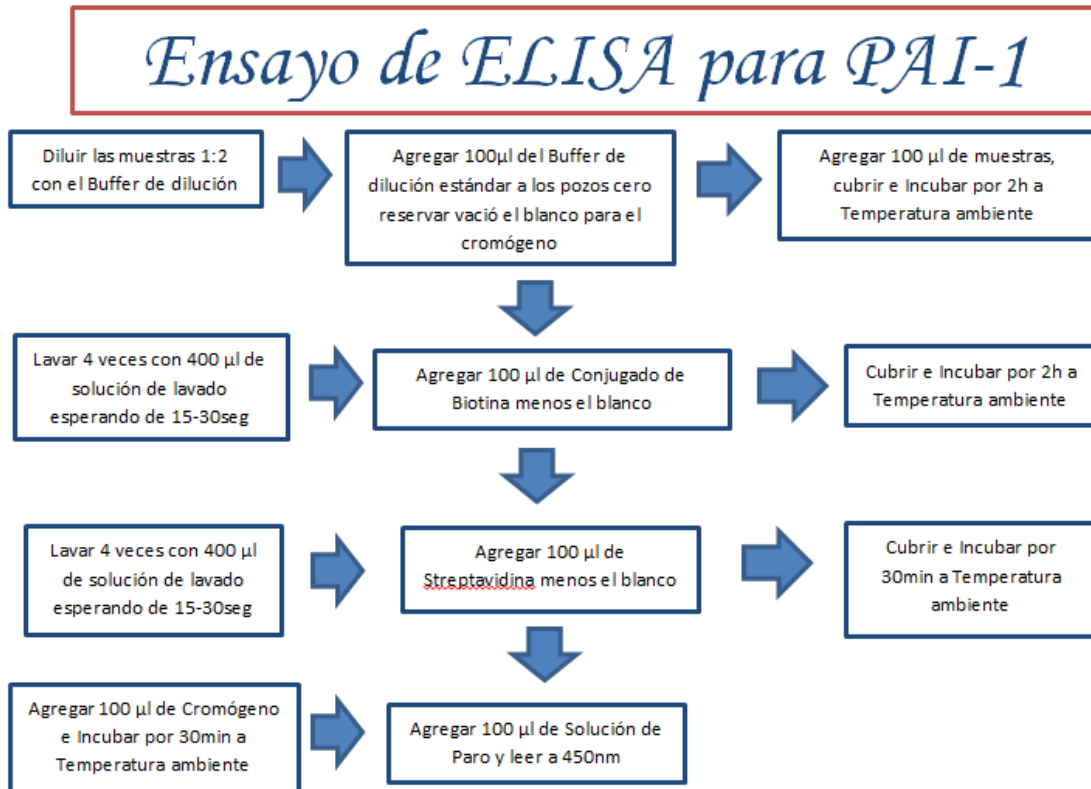 Ensayo de ELISA para PAI-1
Diluir las muestras 1:2
con el Buffer de dilución
Agregar 100µl del Buffer de
dilución estándar a los pozos cero
reservar vació el blanco para el
cromógeno
Agregar 100 µl de muestras,
cubrir e Incubar por 2h a
Temperatura ambiente
Lavar 4 veces con 400 µl de
solución de lavado
esperando de 15-30seg
Agregar 100 µl de Conjugado de
Biotina menos el blanco
Cubrir e Incubar por 2h a
Temperatura ambiente
Lavar 4 veces con 400 µl
de solución de lavado
esperando de 15-30seg
Agregar 100 µl de
Streptavidina menos el blanco
Cubrir e Incubar por
30min a Temperatura
ambiente
Agregar 100 µl de Cromógeno
e Incubar por 30min a
Temperatura ambiente
Agregar 100 µl de Solución de
Paro y leer a 450nm